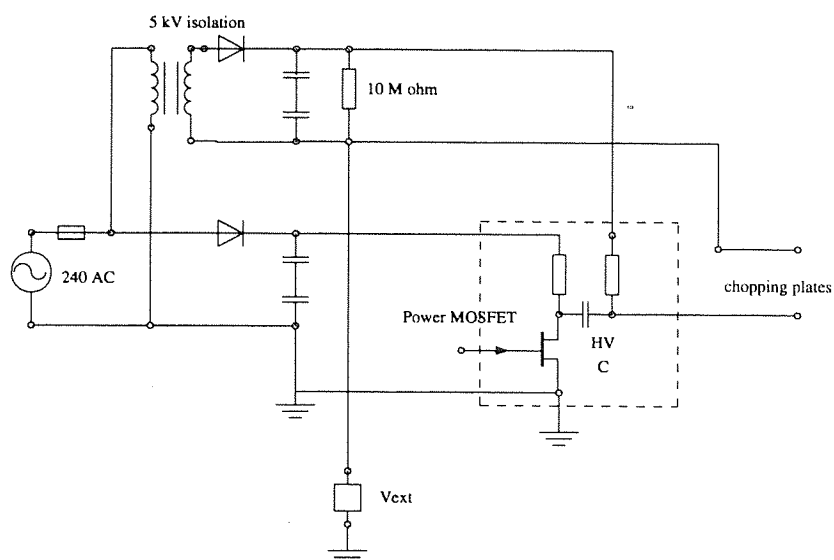 5 kV isolation
10 M ohm
240 AC
chopping plates
Power MOSFET
HV
C
Vext